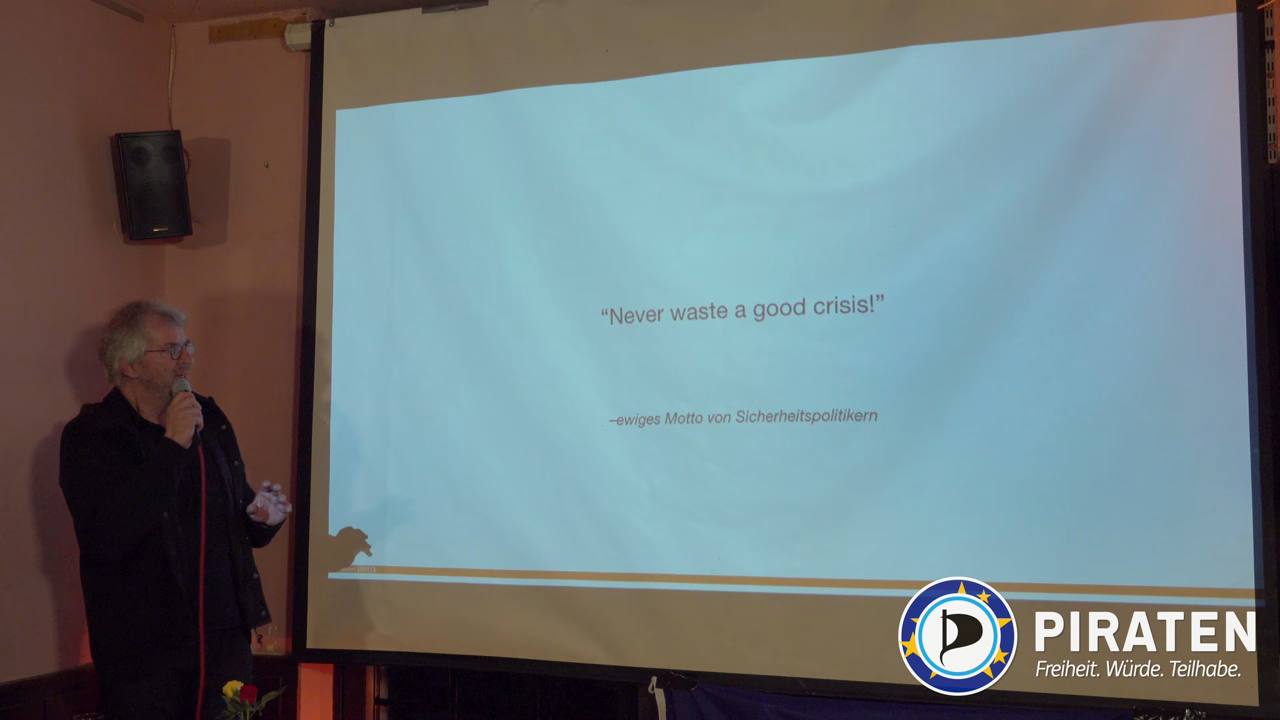 “Never waste a good crisis!”
–ewiges Motto von Sicherheitspolitikern
PIRATEN
Freiheit. Würde. Teilhabe.